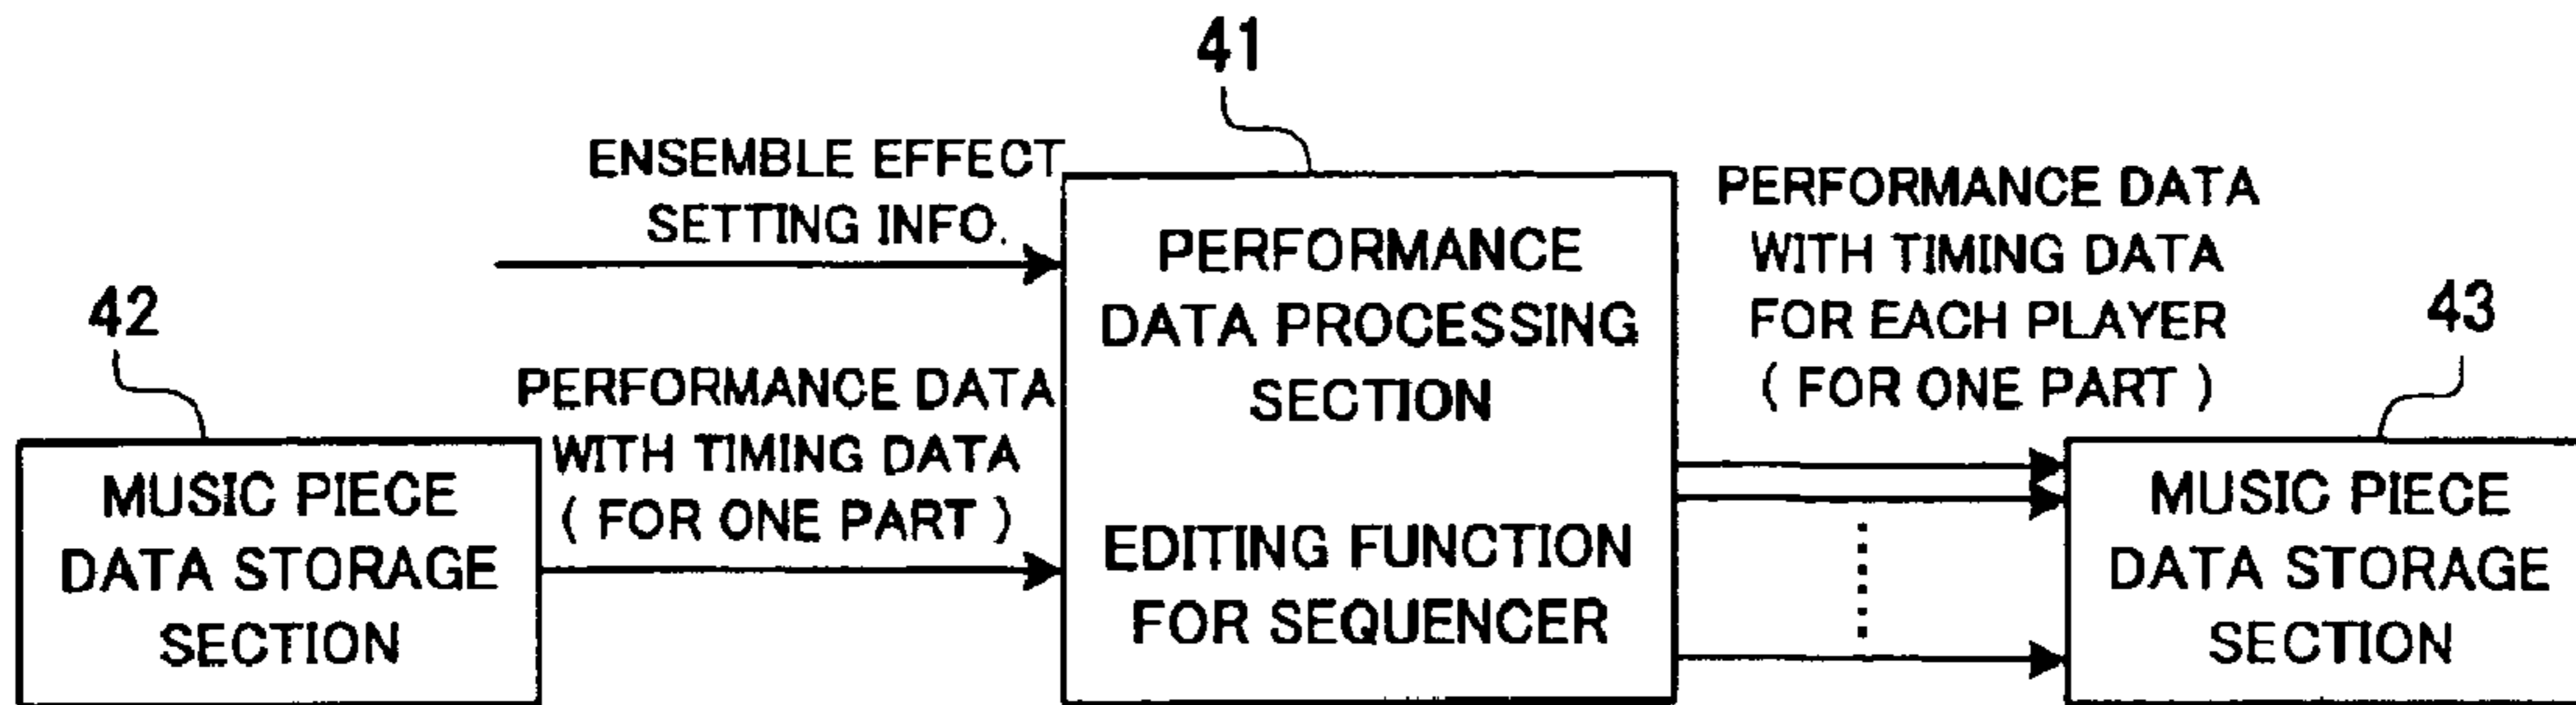 41
ENSEMBLE EFFECT
SETTING INFO.
42
PERFORMANCE DATA
WITH TIMING DATA
( FOR ONE PART )
MUSIC PIECE
DATA STORAGE
SECTION
PERFORMANCE
DATA PROCESSING
SECTION
EDITING FUNCTION
FOR SEQUENCER
PERFORMANCE DATA
WITH TIMING DATA
FOR EACH PLAYER
( FOR ONE PART )
43
MUSIC PIECE
DATA STORAGE
SECTION